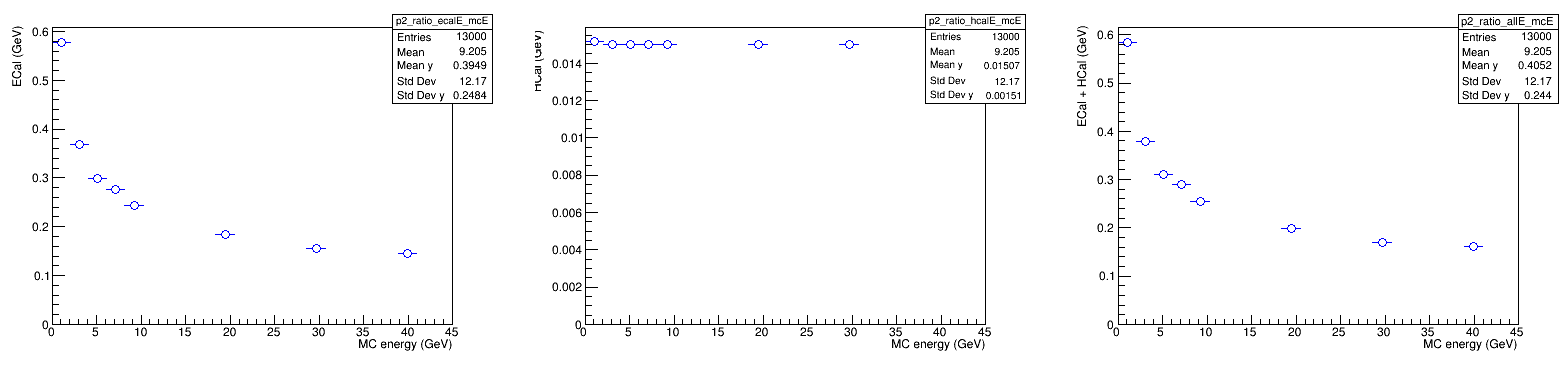 p2_ratio_ecalE_mcE
Entries 13000
Mean 9.205
Mean y 0.3949
Std Dev 12.17
Std Dev y 0.2484
ECal (GeV)
0.6
0.5
0.4
0.3
0.2
0.1
0
0 5 10 15 20 25 30 35 40 45
MC energy (GeV)
p2_ratio_hcalE_mcE
Entries 13000
Mean 9.205
Mean y 0.01507
Std Dev 12.17
Std Dev y 0.00151
HCal (GeV)
0.014
0.012
0.01
0.008
0.006
0.004
0.002
0
0 5 10 15 20 25 30 35 40 45
MC energy (GeV)
p2_ratio_allE_mcE
Entries 13000
Mean 9.205
Mean y 0.4052
Std Dev 12.17
Std Dev y 0.244
ECal + HCal (GeV)
0.6
0.5
0.4
0.3
0.2
0.1
0
0 5 10 15 20 25 30 35 40 45
MC energy (GeV)